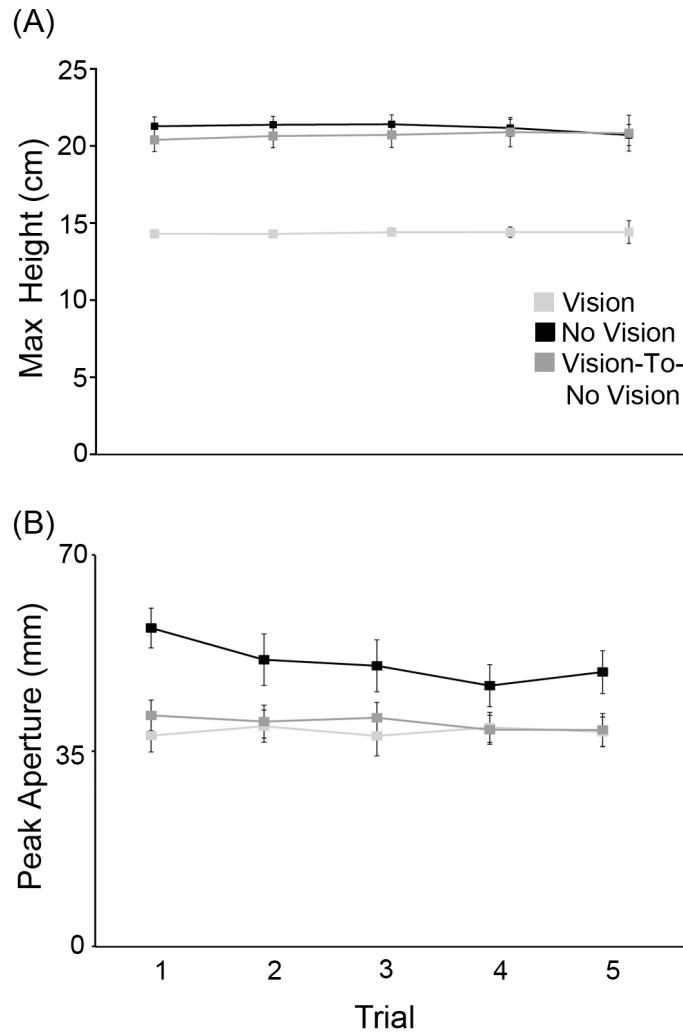 (A)
25
20
15
10
5
0
Max Height (cm)
Vision
No Vision
Vision-To-
No Vision
(B)
70
35
0
Peak Aperture (mm)
1 2 3 4 5
Trial